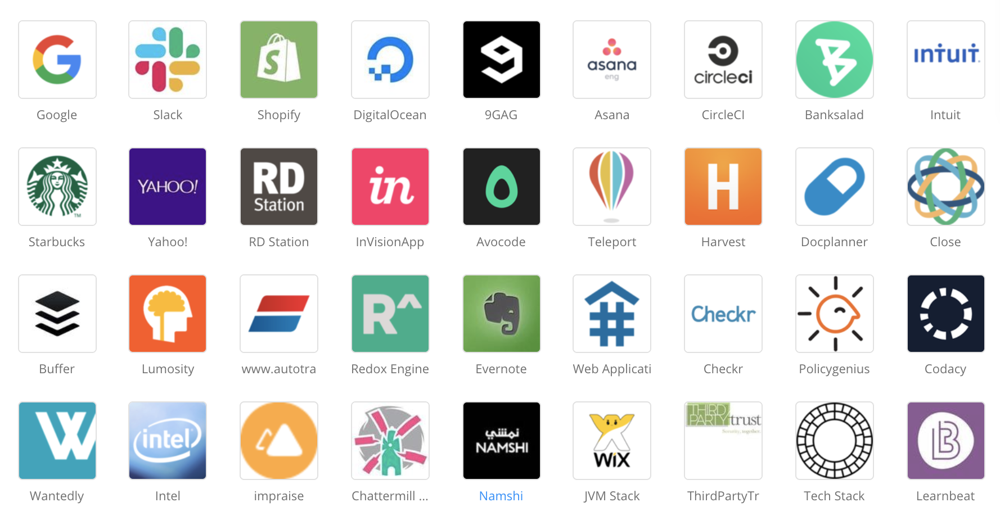 S
9
asana
eng
circleci
B
intuit.
Google
Slack
Shopify
DigitalOcean
9GAG
Asana
CircleCI
Banksalad
Intuit
TM
YAHOO!
RD
Station
in
H
Starbucks
Yahoo!
RD Station
InVisionApp
Avocode
Teleport
Harvest
Docplanner
Close
R^
Checkr
Buffer
Lumosity
www.autotra
Redox Engine
Evernote
Web Applicati
Checkr
Policygenius
Codacy
W
intel
نمشي
NAMSHI
WiX
THIRD
PARTYtrust
Security, together.
LB
Wantedly
Intel
impraise
Chattermill ...
Namshi
JVM Stack
ThirdPartyTr
Tech Stack
Learnbeat